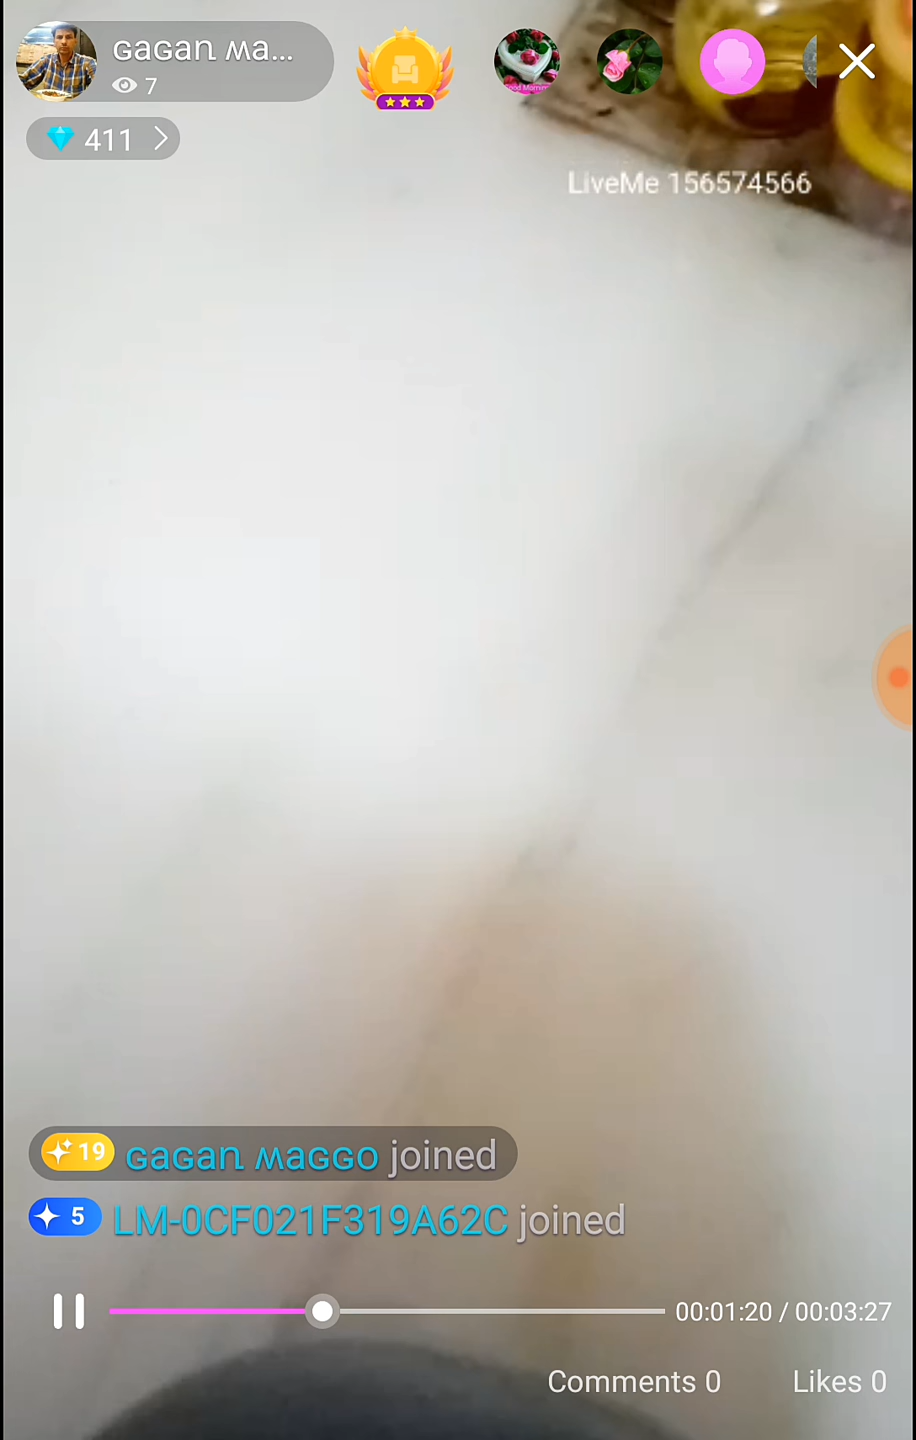 GaGan Ma...
7
411
LiveMe 156574566
19 GaGan MaGGo joined
5 LM-0CF021F319A62C joined
00:01:20 / 00:03:27
Comments 0 Likes 0